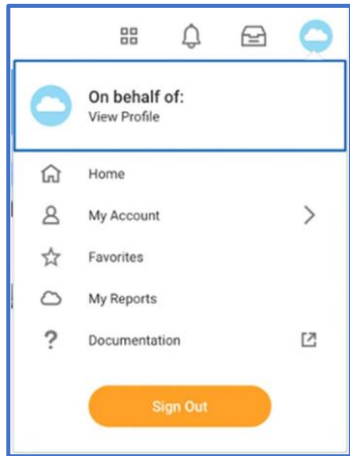 On behalf of:
View Profile
Home
My Account
Favorites
My Reports
Documentation
Sign Out